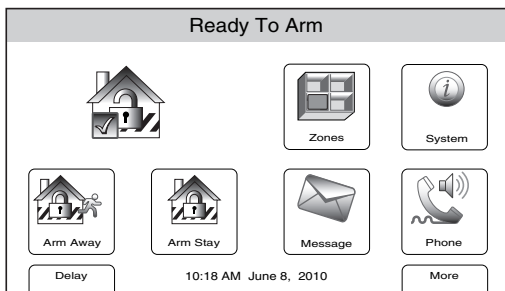 Ready To Arm
Zones
System
Arm Away
Arm Stay
Message
Phone
Delay
10:18 AM June 8, 2010
More